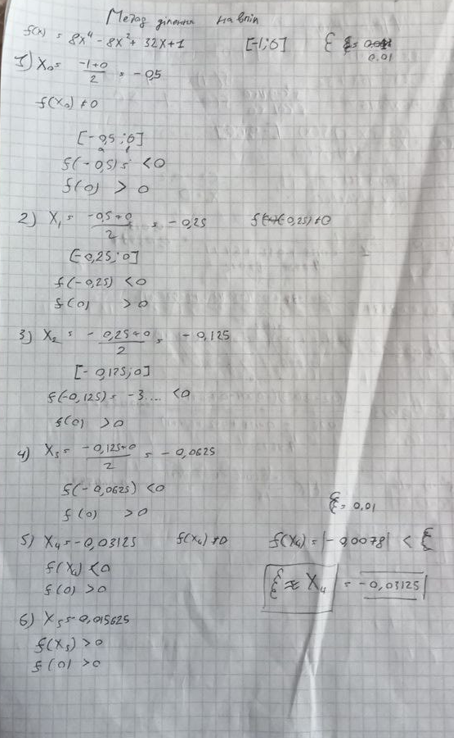 Метод ділення навпіл
f(x) = 8x⁴ - 8x² + 32x + 1 [-1; 0] ξ 0.01
1) X₀ = (-1+0)/2 = -0,5
f(x₀) ≠ 0
[-0,5; 0]
f(-0,5) = <0
f(0) > 0
2) X₁ = (-0,5+0)/2 = -0,25 f(-0,25) ≠ 0
[-0,25; 0]
f(-0,25) < 0
f(0) > 0
3) X₂ = - (0,25+0)/2 = -0,125
[-0,125; 0]
f(-0,125) = -3... <0
f(0) > 0
4) X₃ = (-0,125+0)/2 = -0,0625
f(-0,0625) < 0
f(0) > 0 ξ = 0,01
5) X₄ = -0,03125 f(x₄) ≠ 0 f(x₄) = |-0,0078| < ξ
f(x₄) < 0
f(0) > 0 ξ ≈ X₄ = -0,03125
6) X₅ = 0,015625
f(x₅) > 0
f(0) > 0